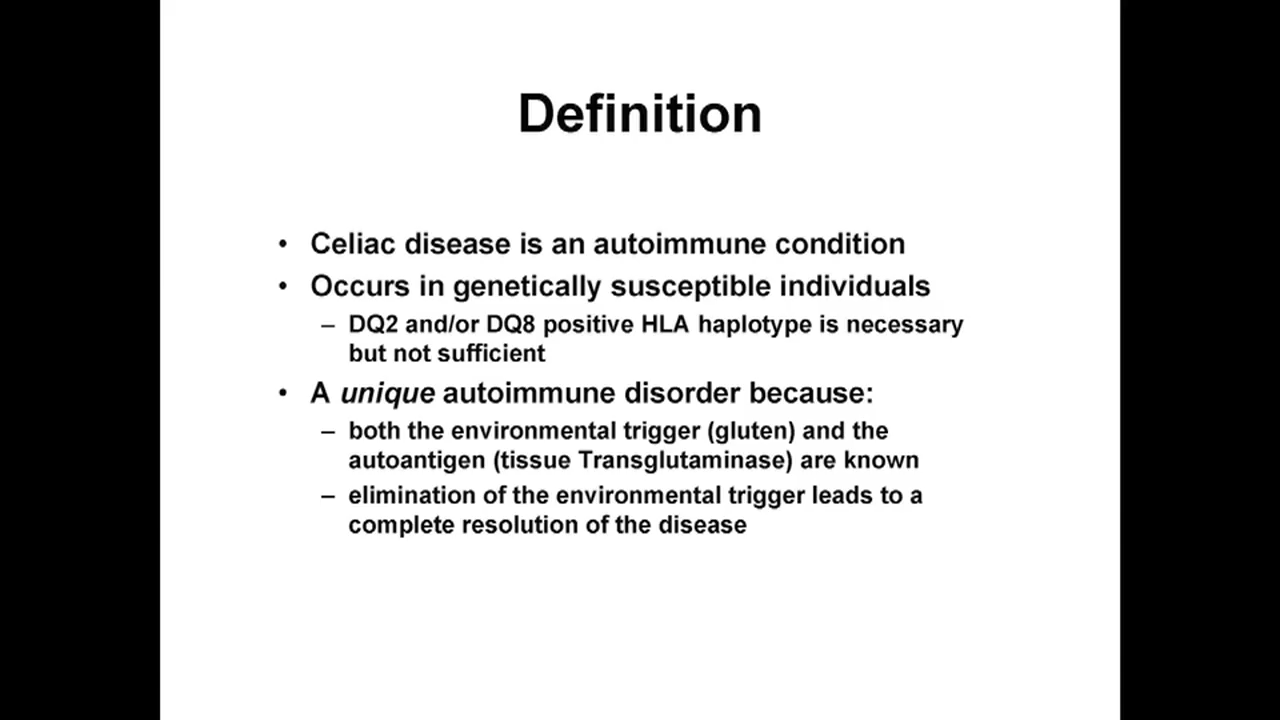 Definition
• Celiac disease is an autoimmune condition
• Occurs in genetically susceptible individuals
– DQ2 and/or DQ8 positive HLA haplotype is necessary
but not sufficient
• A unique autoimmune disorder because:
– both the environmental trigger (gluten) and the
autoantigen (tissue Transglutaminase) are known
– elimination of the environmental trigger leads to a
complete resolution of the disease